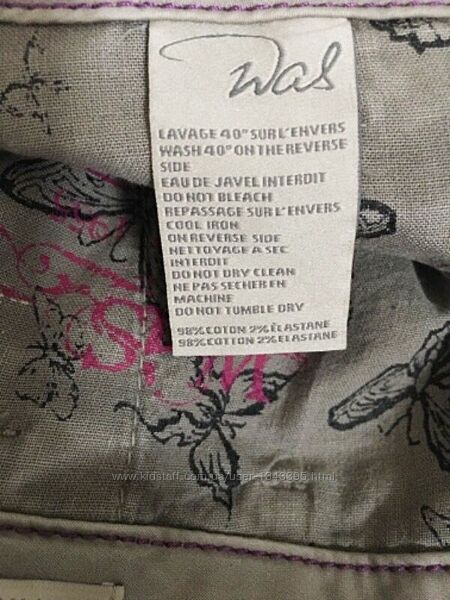 Was
LAVAGE 40° SUR L'ENVERS
WASH 40° ON THE REVERSE
SIDE
EAU DE JAVEL INTERDIT
DO NOT BLEACH
REPASSAGE SUR L'ENVERS
COOL IRON
ON REVERSE SIDE
NETTOYAGE A SEC
INTERDIT
DO NOT DRY CLEAN
NE PAS SECHER EN
MACHINE
DO NOT TUMBLE DRY
98% COTON 2% ÉLASTANE
98% COTTON 2% ELASTANE